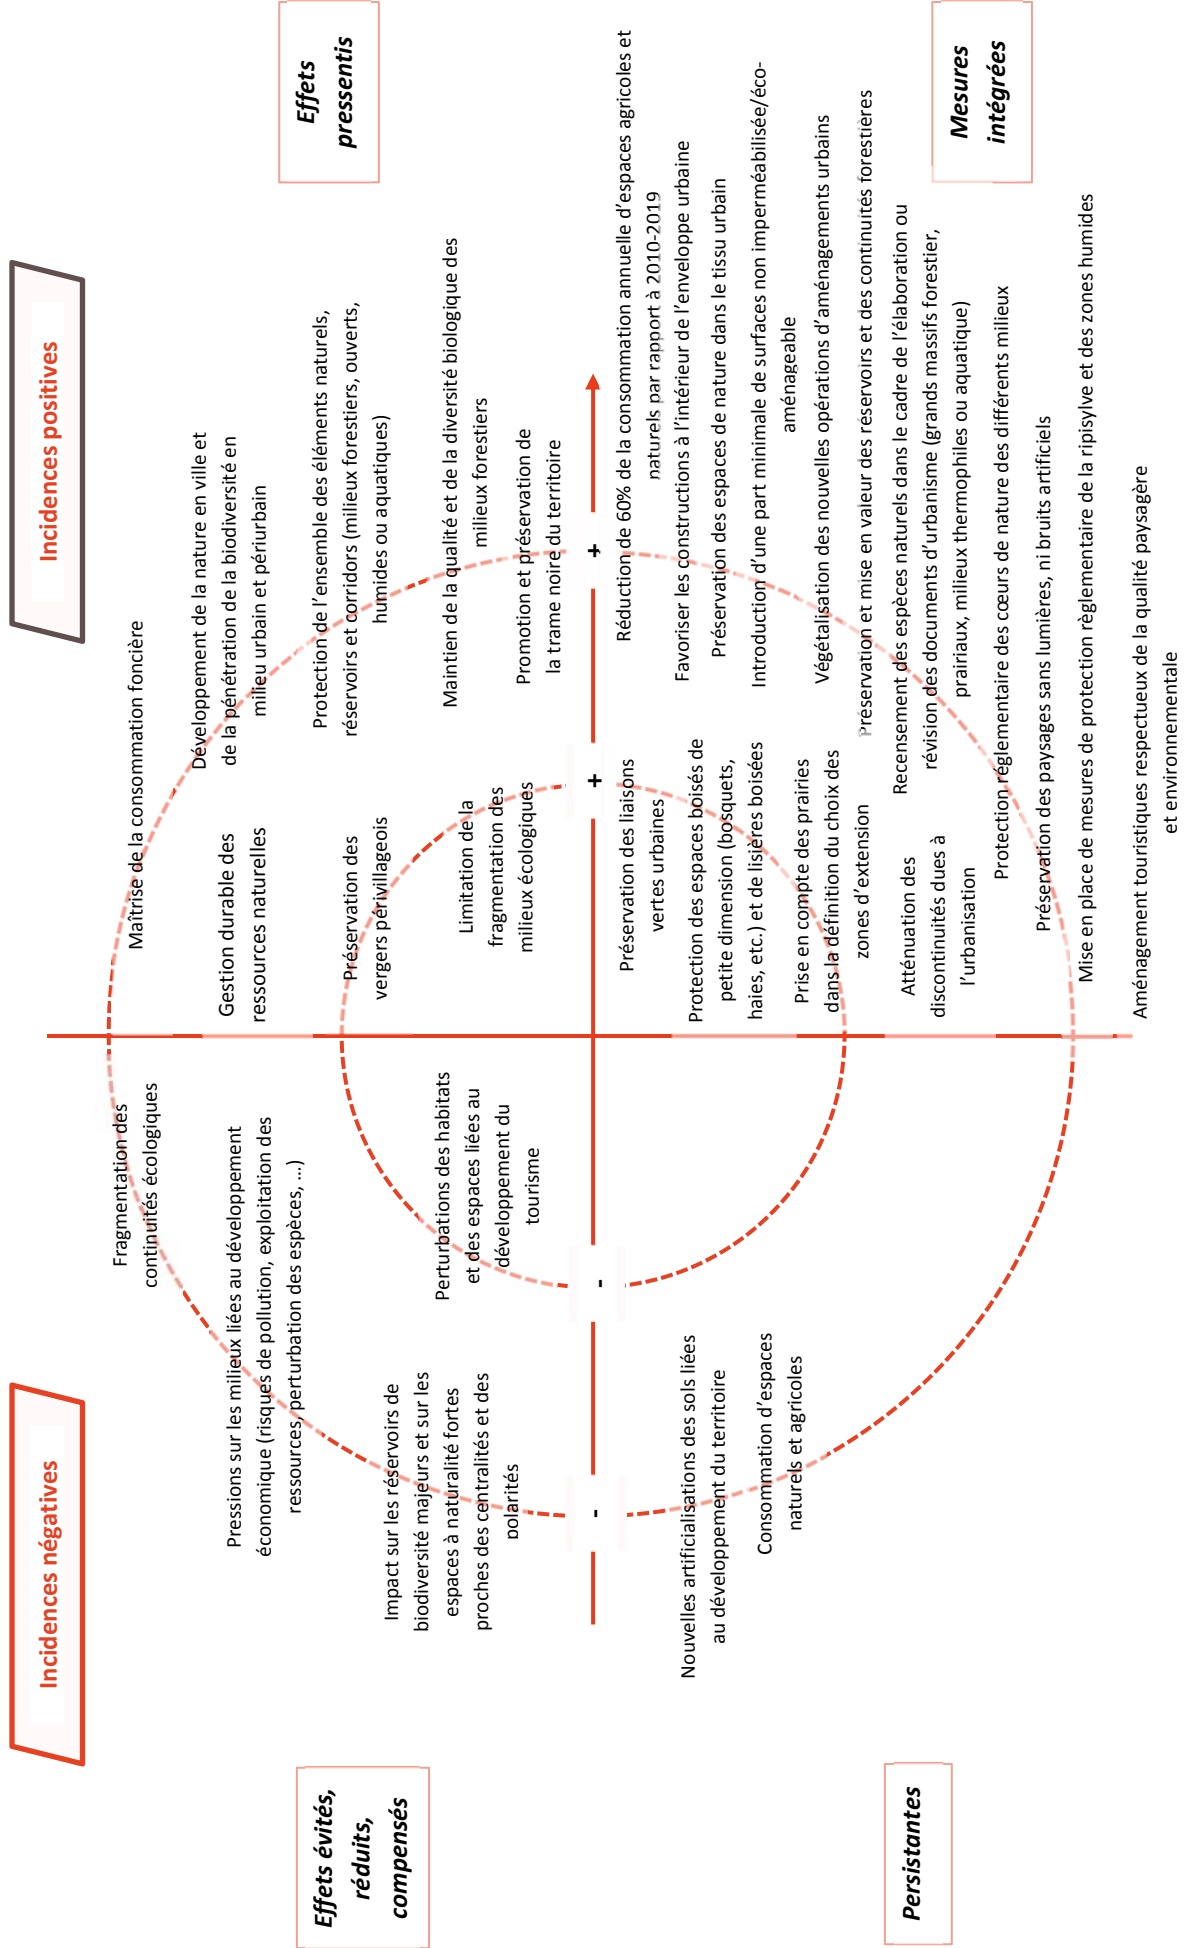 Incidences négatives
Incidences positives
Effets évités,
réduits,
compensés
Fragmentation des
continuités écologiques
Pressions sur les milieux liées au développement
économique (risques de pollution, exploitation des
ressources, perturbation des espèces, ...)
Impact sur les réservoirs de
biodiversité majeurs et sur les
espaces à naturalité fortes
proches des centralités et des
polarités
Perturbations des habitats
et des espaces liées au
développement du
tourisme
Effets
pressentis
Maîtrise de la consommation foncière
Développement de la nature en ville et
de la pénétration de la biodiversité en
milieu urbain et périurbain
Gestion durable des
ressources naturelles
Protection de l'ensemble des éléments naturels,
réservoirs et corridors (milieux forestiers, ouverts,
humides ou aquatiques)
Préservation des
vergers périvillageois
Maintien de la qualité et de la diversité biologique des
milieux forestiers
Limitation de la
fragmentation des
milieux écologiques
Promotion et préservation de
la trame noire du territoire
-
-
+
+
Persistantes
Nouvelles artificialisations des sols liées
au développement du territoire
Consommation d'espaces
naturels et agricoles
Mesures
intégrées
Préservation des liaisons
vertes urbaines
Protection des espaces boisés de
petite dimension (bosquets,
haies, etc.) et de lisières boisées
Prise en compte des prairies
dans la définition du choix des
zones d'extension
Atténuation des
discontinuités dues à
l'urbanisation
Réduction de 60% de la consommation annuelle d'espaces agricoles et
naturels par rapport à 2010-2019
Favoriser les constructions à l'intérieur de l'enveloppe urbaine
Préservation des espaces de nature dans le tissu urbain
Introduction d'une part minimale de surfaces non imperméabilisée/éco-
aménageable
Végétalisation des nouvelles opérations d'aménagements urbains
Préservation et mise en valeur des réservoirs et des continuités forestières
Recensement des espèces naturels dans le cadre de l'élaboration ou
révision des documents d'urbanisme (grands massifs forestier,
prairiaux, milieux thermophiles ou aquatique)
Protection réglementaire des cœurs de nature des différents milieux
Préservation des paysages sans lumières, ni bruits artificiels
Mise en place de mesures de protection règlementaire de la ripisylve et des zones humides
Aménagement touristiques respectueux de la qualité paysagère
et environnementale